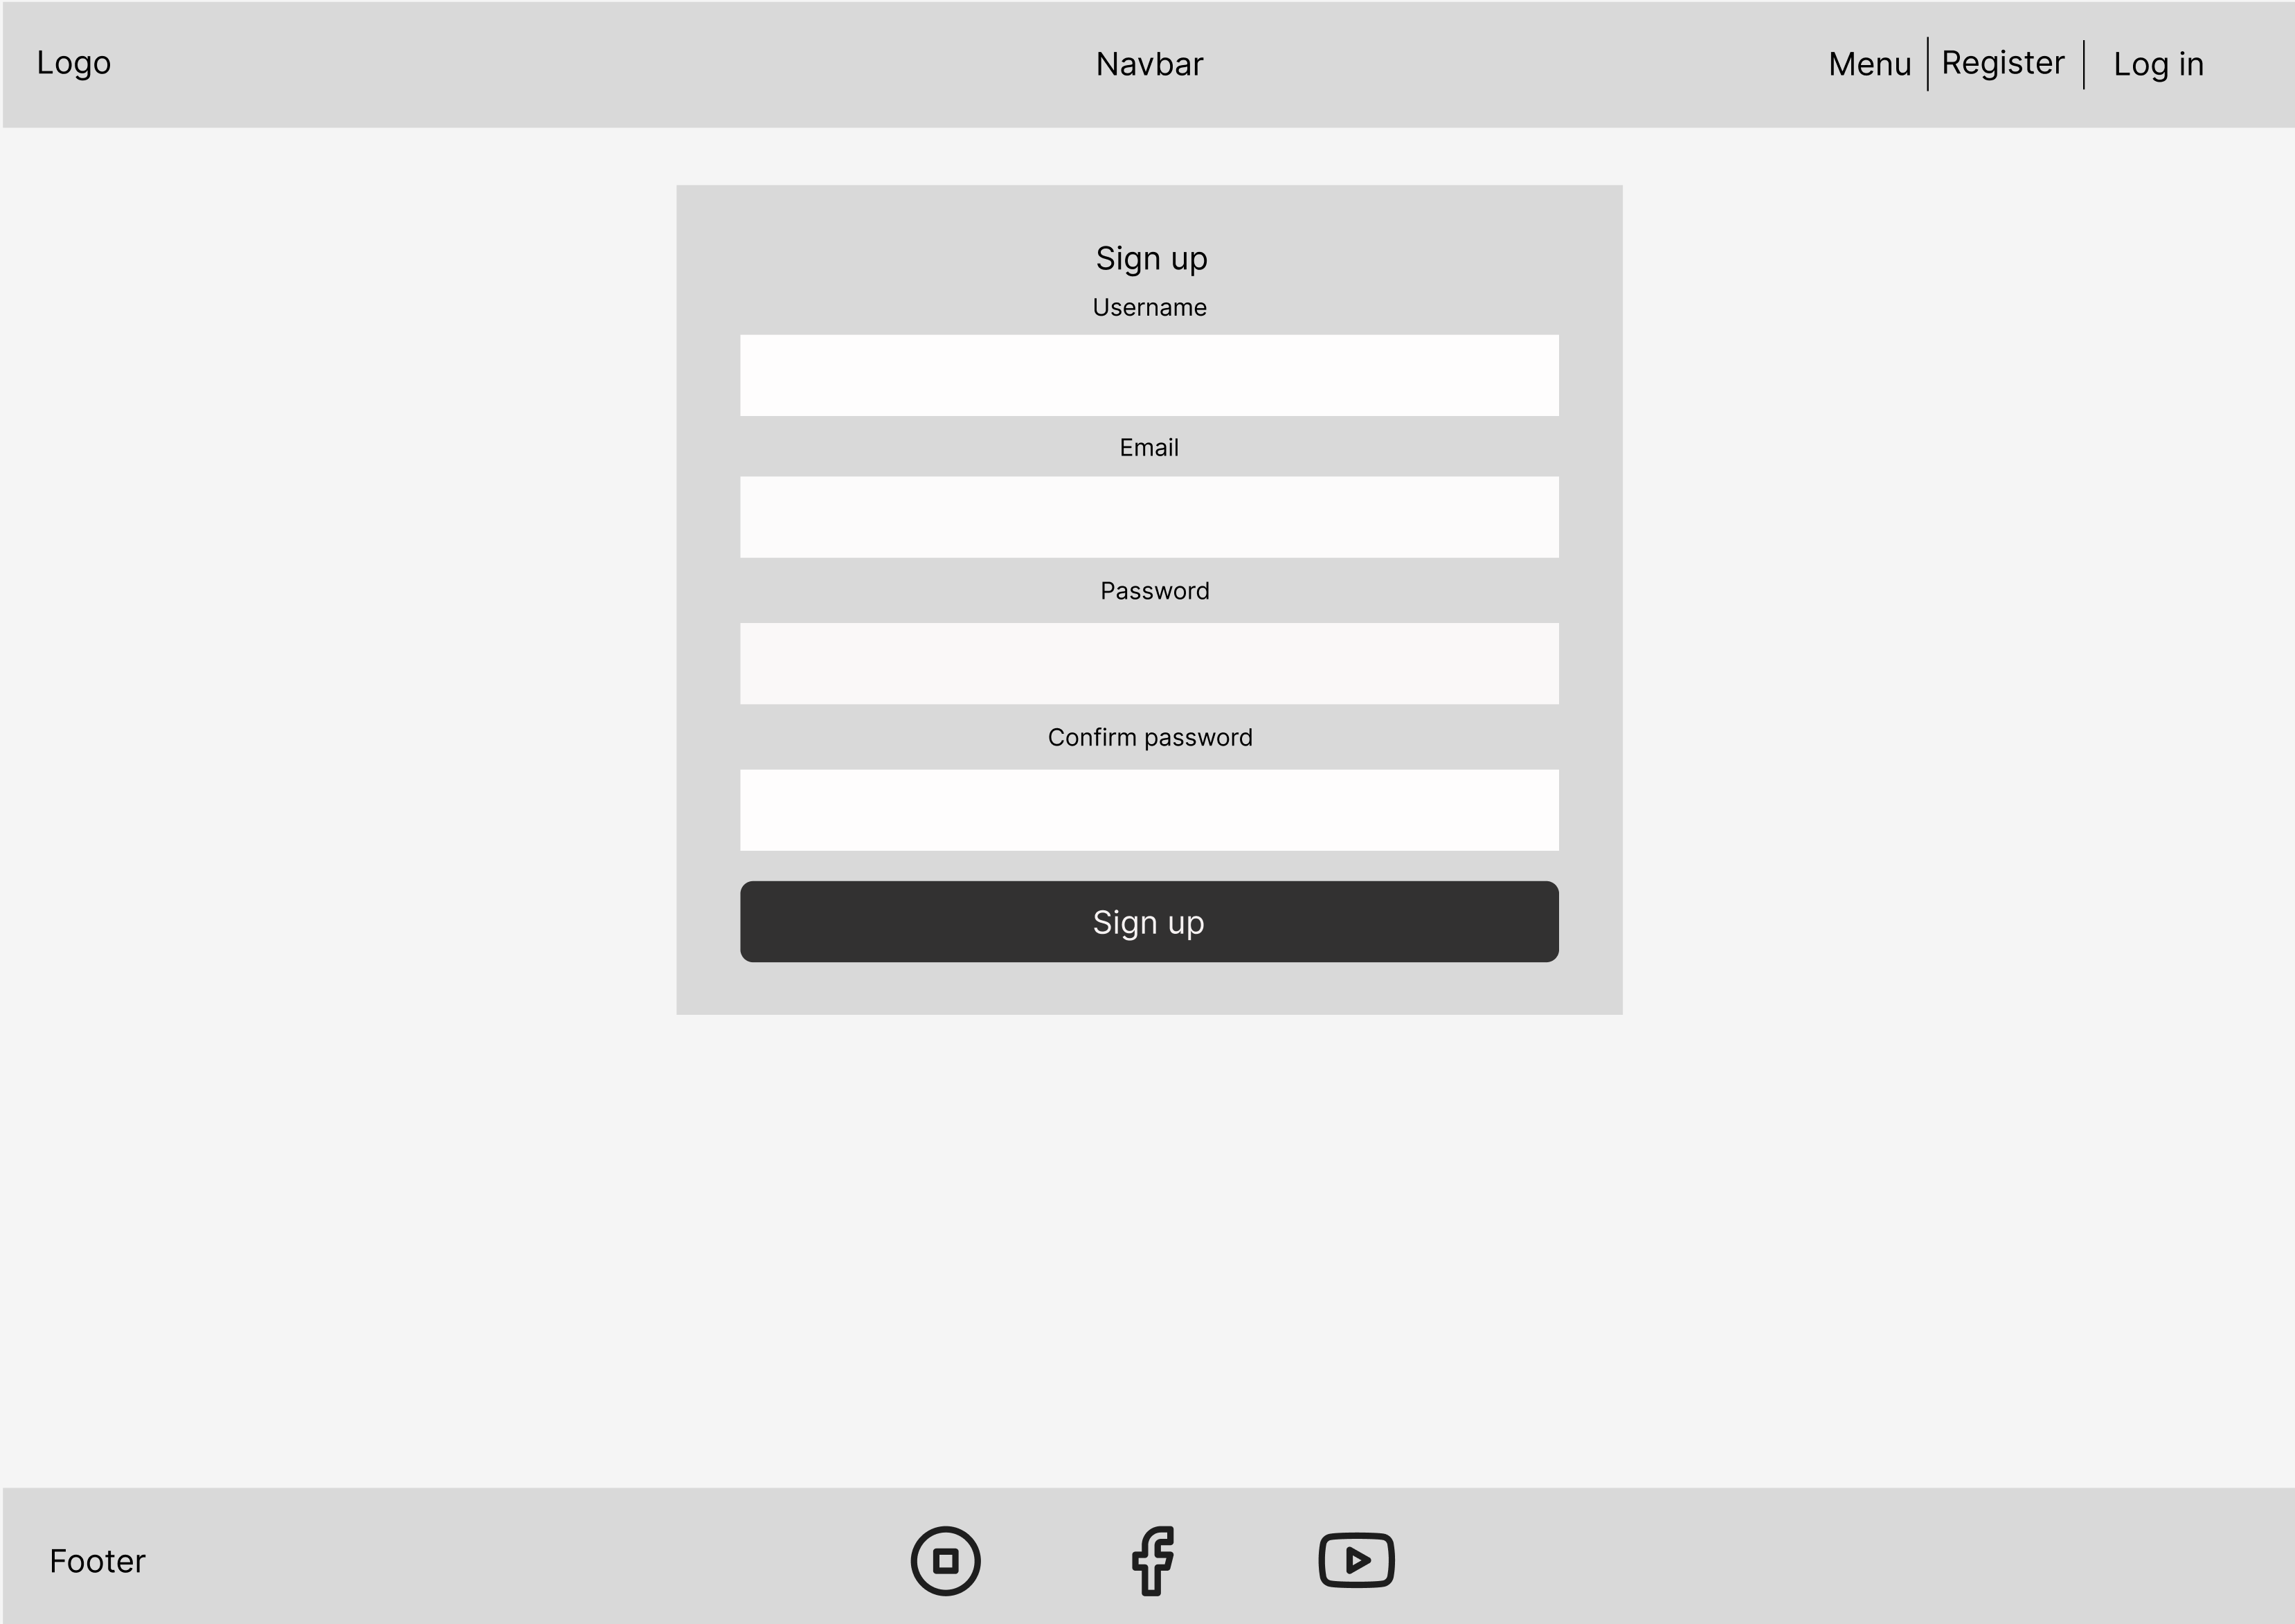 Logo
Navbar
Menu
Register
Log in
Sign up
Username
Email
Password
Confirm password
Sign up
Footer